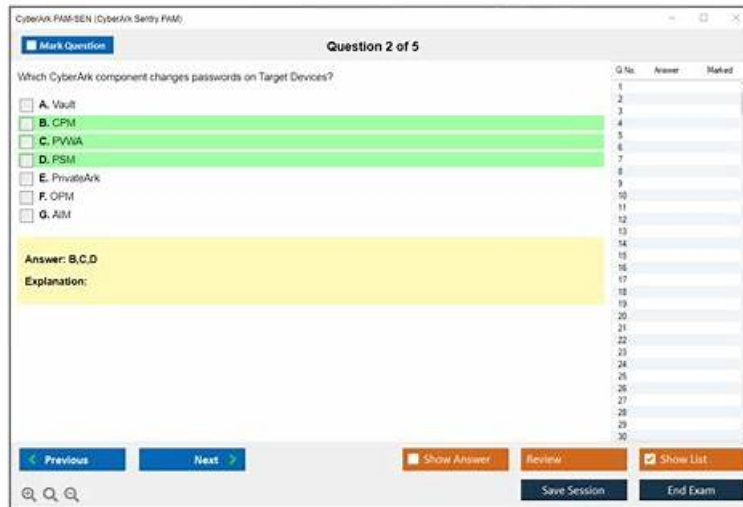 CyberArk PAM-SEN (CyberArk Sentry PAM)
Mark Question
Question 2 of 5
Which CyberArk component changes passwords on Target Devices?
A. Vault
B. CPM
C. PVWA
D. PSM
E. PrivateArk
F. OPM
G. AIM
Answer: B,C,D
Explanation:
Q.No. Answer Marked
1
2
3
4
5
6
7
8
9
10
11
12
13
14
15
16
17
18
19
20
21
22
23
24
25
26
27
28
29
30
Previous
Next
Show Answer
Review
Show List
Save Session
End Exam